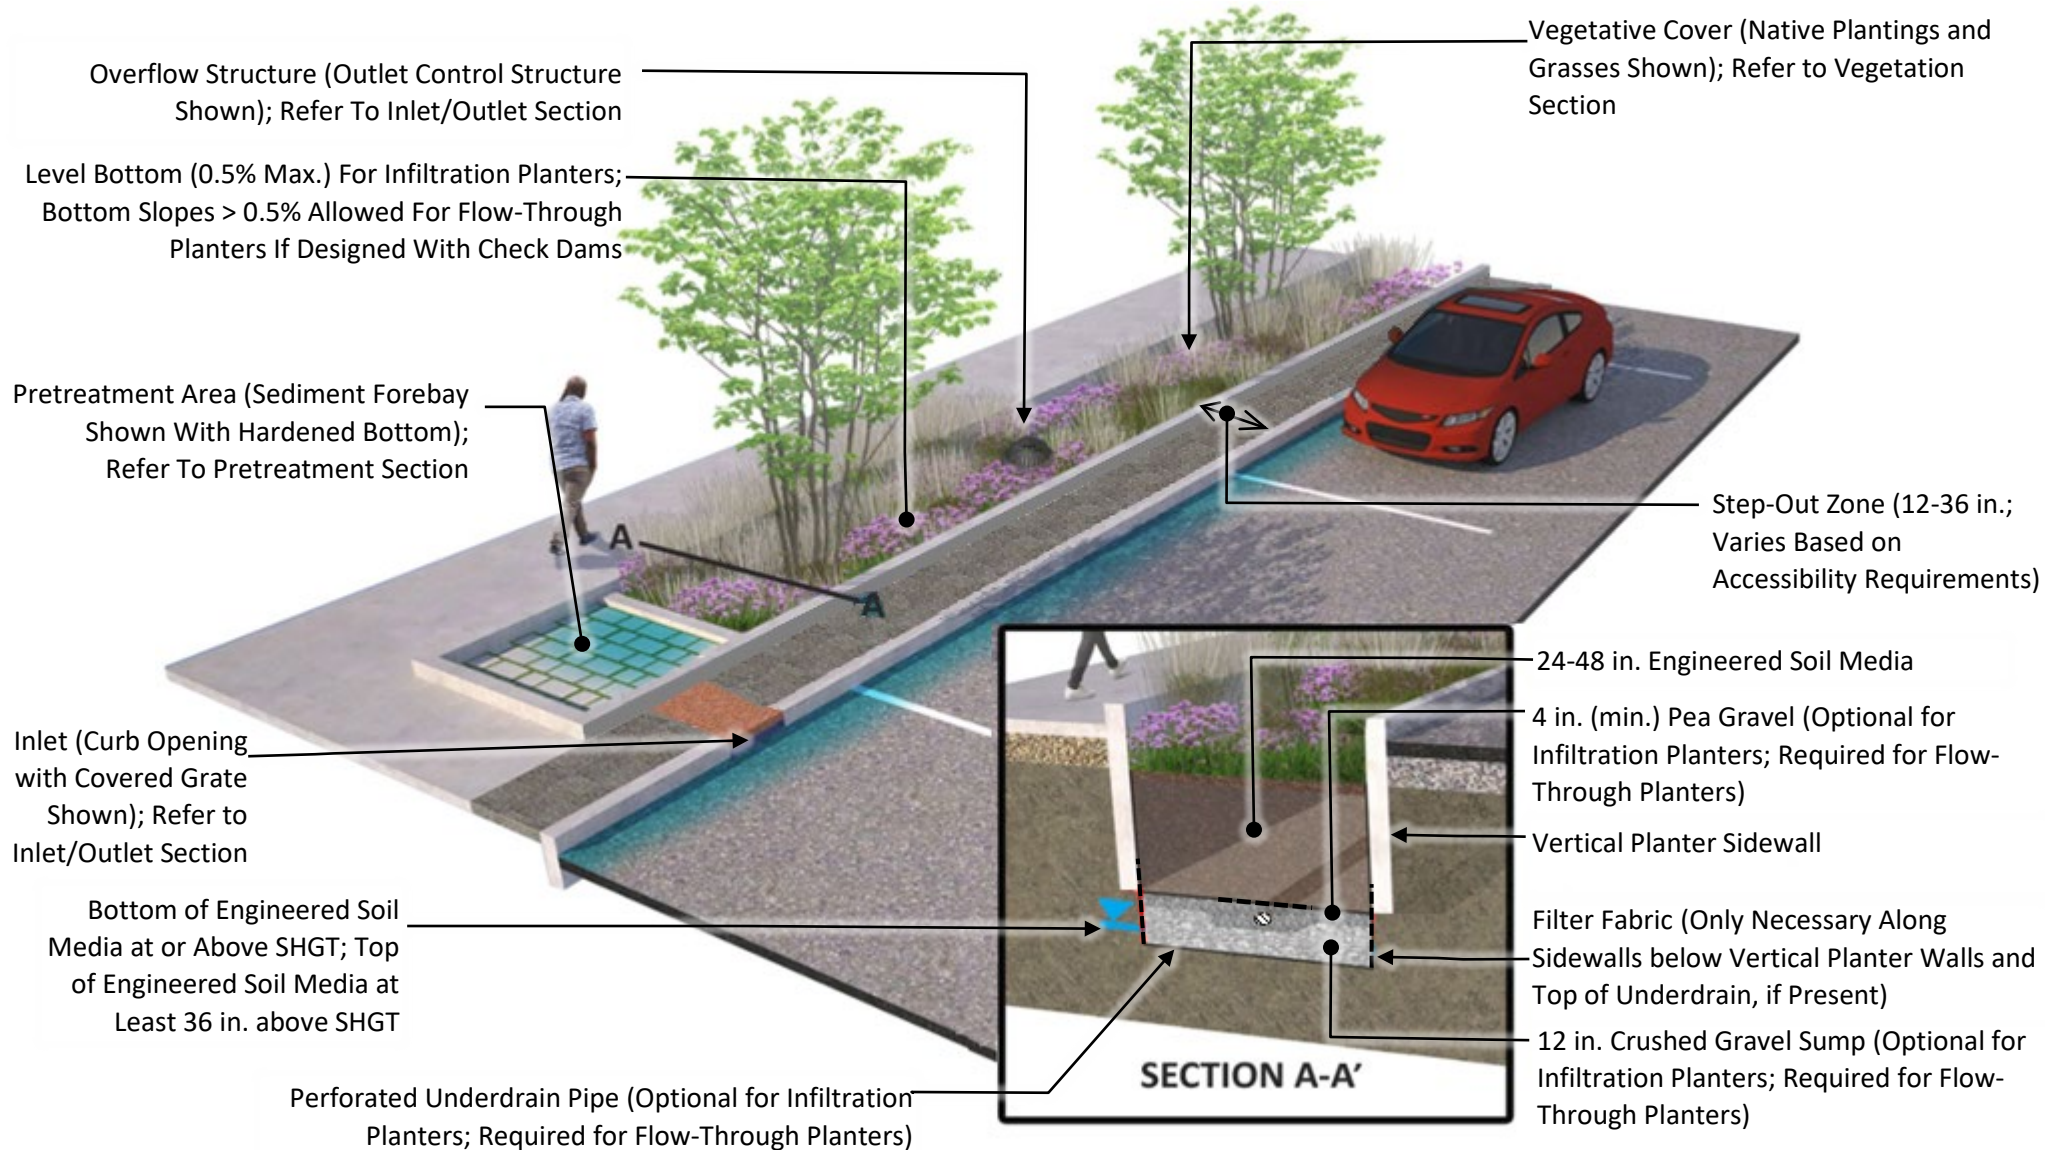 Overflow Structure (Outlet Control Structure
Shown); Refer To Inlet/Outlet Section
Vegetative Cover (Native Plantings and
Grasses Shown); Refer to Vegetation
Section
Level Bottom (0.5% Max.) For Infiltration Planters;
Bottom Slopes > 0.5% Allowed For Flow-Through
Planters If Designed With Check Dams
Pretreatment Area (Sediment Forebay
Shown With Hardened Bottom);
Refer To Pretreatment Section
A
A
Step-Out Zone (12-36 in.;
Varies Based on
Accessibility Requirements)
Inlet (Curb Opening
with Covered Grate
Shown); Refer to
Inlet/Outlet Section
24-48 in. Engineered Soil Media
4 in. (min.) Pea Gravel (Optional for
Infiltration Planters; Required for Flow-
Through Planters)
Vertical Planter Sidewall
Bottom of Engineered Soil
Media at or Above SHGT; Top
of Engineered Soil Media at
Least 36 in. above SHGT
Filter Fabric (Only Necessary Along
Sidewalls below Vertical Planter Walls and
Top of Underdrain, if Present)
12 in. Crushed Gravel Sump (Optional for
Infiltration Planters; Required for Flow-
Through Planters)
Perforated Underdrain Pipe (Optional for Infiltration
Planters; Required for Flow-Through Planters)
SECTION A-A’